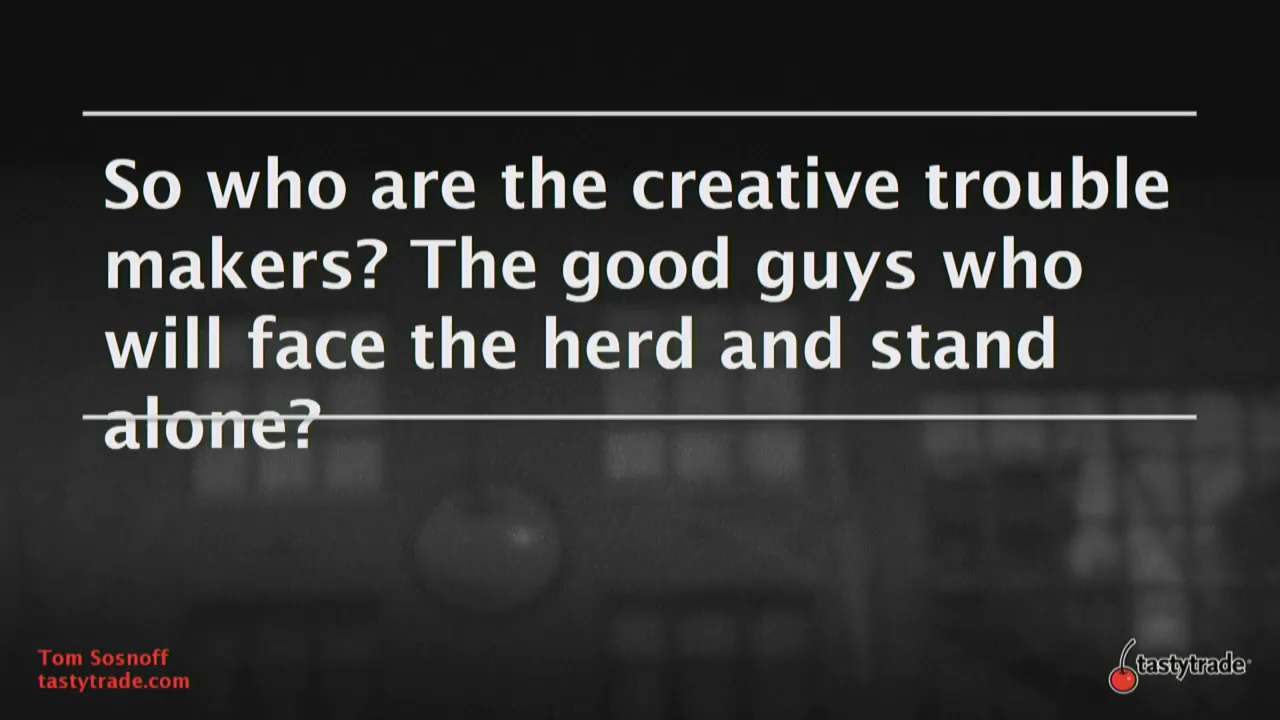 So who are the creative trouble
makers? The good guys who
will face the herd and stand
alone?
Tom Sosnoff
tastytrade.com
tastytrade